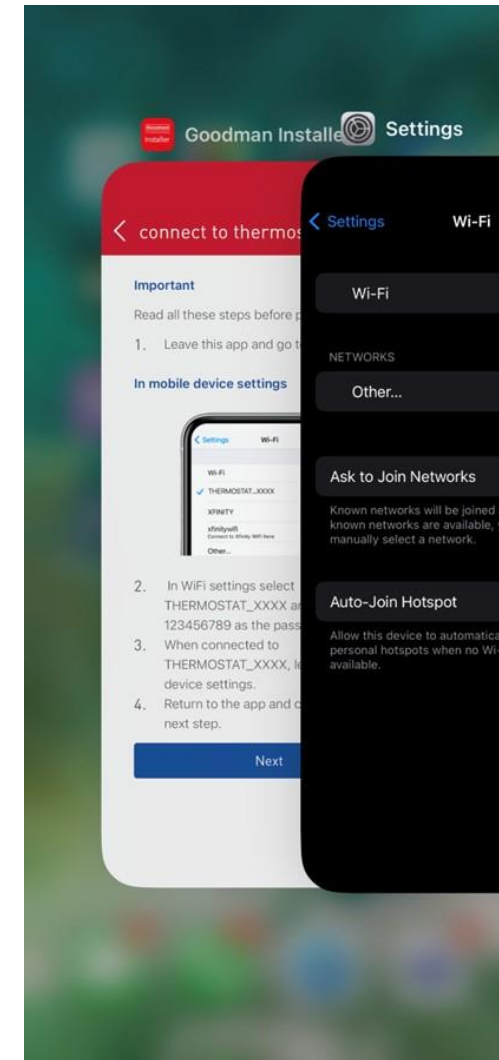 Goodman Installe
Settings
connect to thermos
Important
Read all these steps before p
1. Leave this app and go t
In mobile device settings
Settings Wi-Fi
Wi-Fi
THERMOSTAT_XXXX
XFINITY
xfinitywifi
Connect to Xfinity WiFi here
Other...
2. In WiFi settings select
THERMOSTAT_XXXX a
123456789 as the pass
3. When connected to
THERMOSTAT_XXXX, le
device settings.
4. Return to the app and c
next step.
Next
Settings Wi-Fi
Wi-Fi
NETWORKS
Other...
Ask to Join Networks
Known networks will be joined
known networks are available,
manually select a network.
Auto-Join Hotspot
Allow this device to automatica
personal hotspots when no Wi-
available.